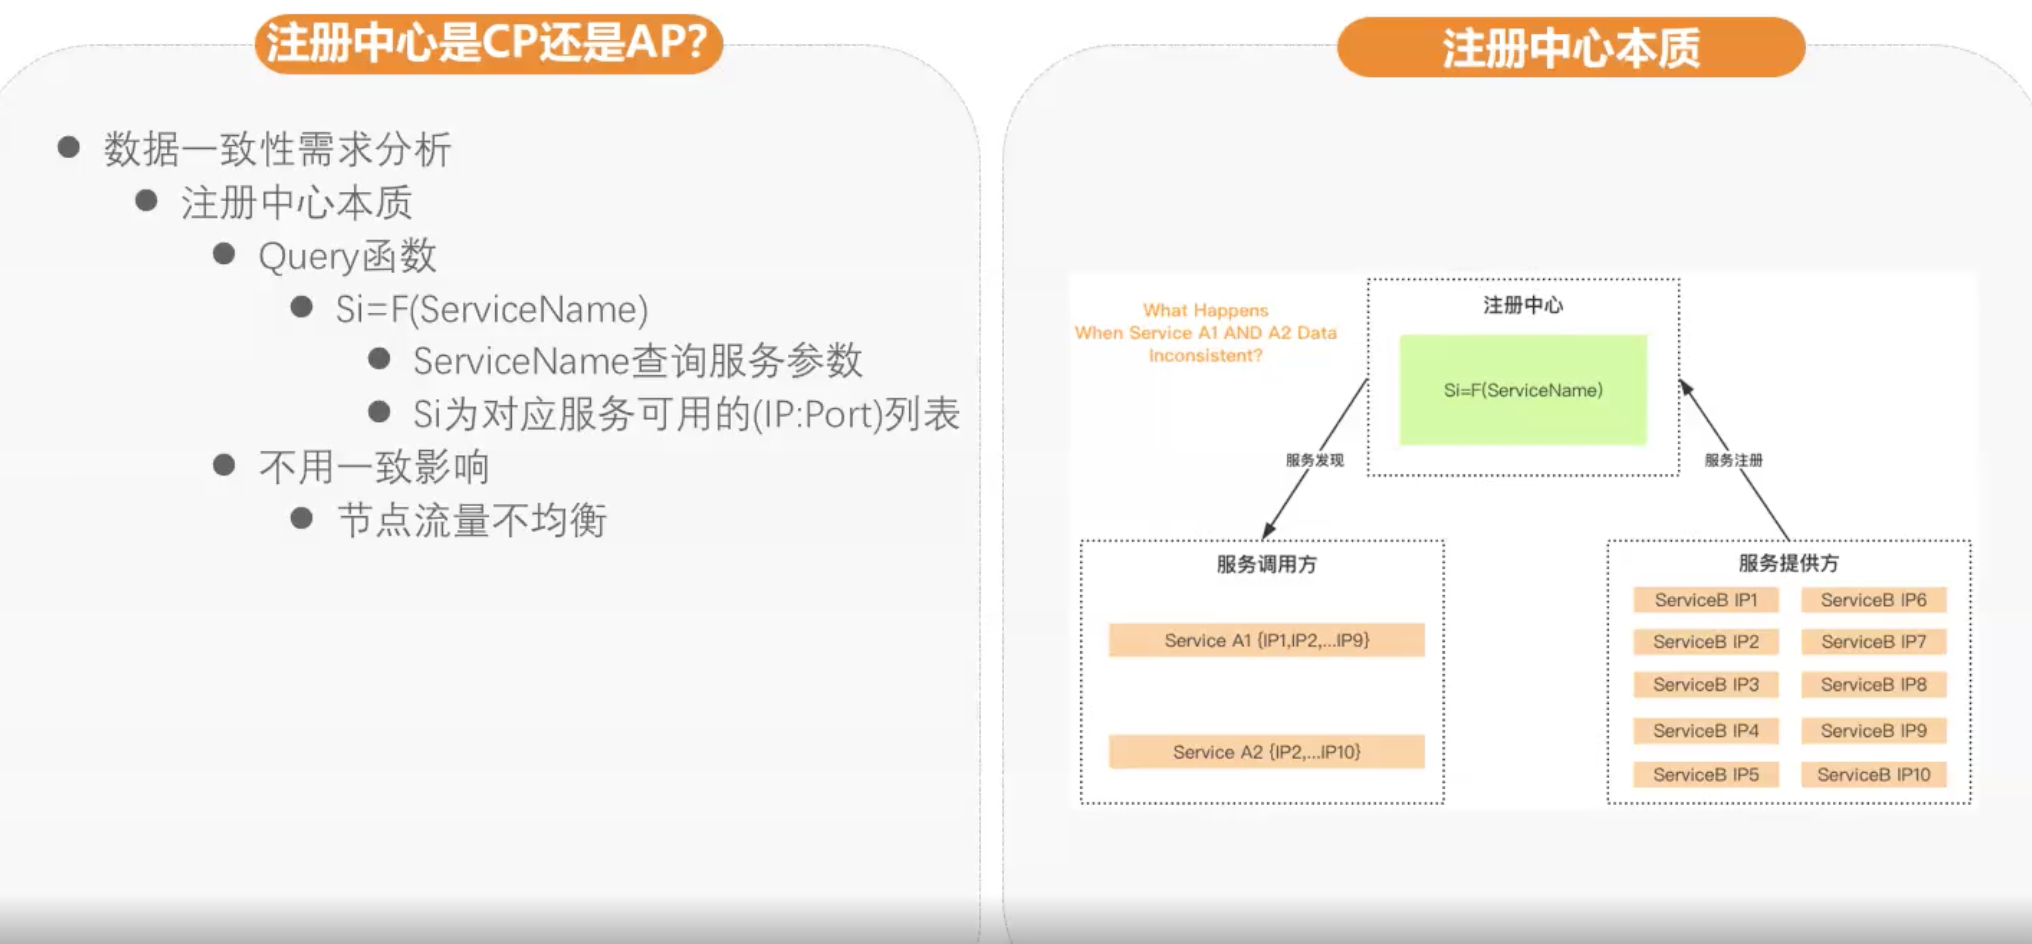 注册中心是CP还是AP?
数据一致性需求分析
注册中心本质
Query函数
Si=F(ServiceName)
ServiceName查询服务参数
Si为对应服务可用的(IP:Port)列表
不用一致影响
节点流量不均衡
注册中心本质
What Happens
When Service A1 AND A2 Data
Inconsistent?
注册中心
Si=F(ServiceName)
服务发现
服务注册
服务调用方
Service A1 {IP1,IP2,...IP9}
Service A2 {IP2,...IP10}
服务提供方
ServiceB IP1
ServiceB IP6
ServiceB IP2
ServiceB IP7
ServiceB IP3
ServiceB IP8
ServiceB IP4
ServiceB IP9
ServiceB IP5
ServiceB IP10